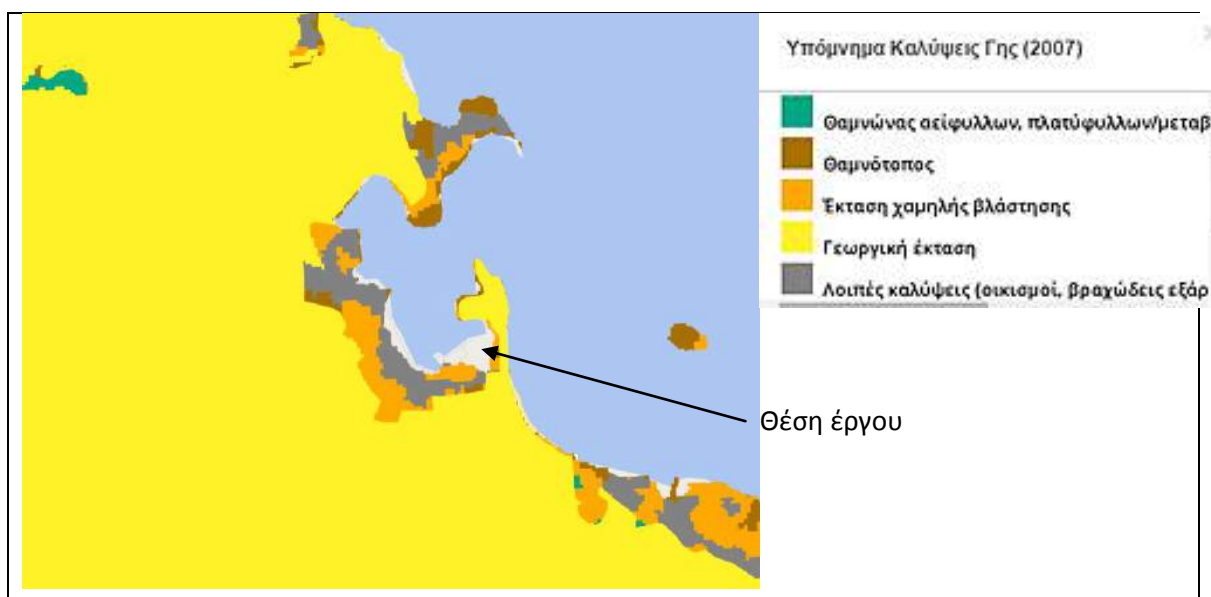 Υπόμνημα Καλύψεις Γης (2007)
Θαμνώνας αείφυλλων, πλατύφυλλων/μεταβ
Θαμνότοπος
Έκταση χαμηλής βλάστησης
Γεωργική έκταση
Λοιπές καλύψεις (οικισμοί, βραχώδεις εξάρ
Θέση έργου